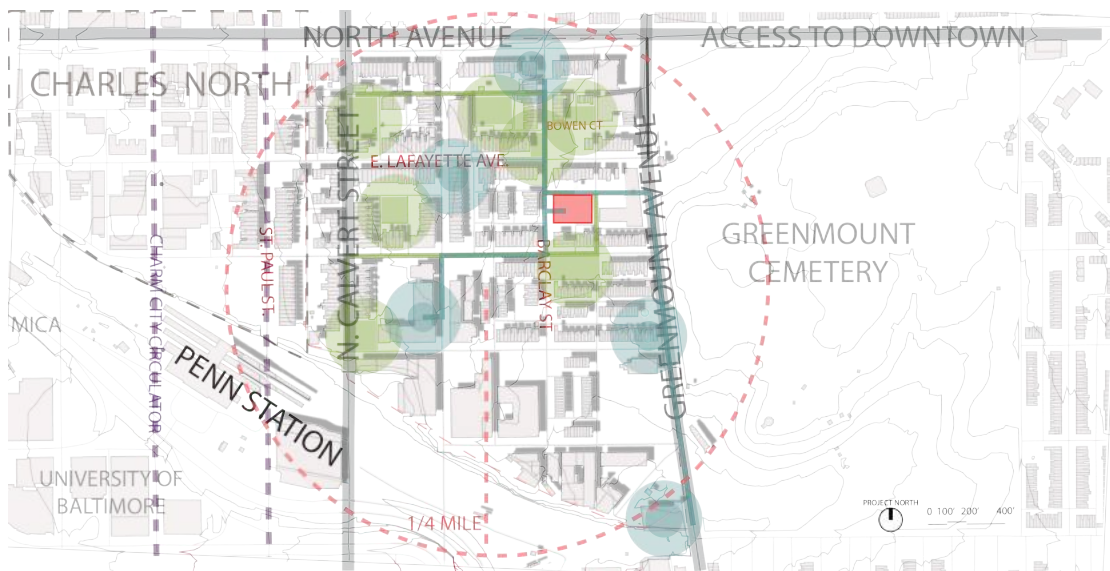 NORTH AVENUE
ACCESS TO DOWNTOWN
CHARLES NORTH
BOWEN CT
E. LAFAYETTE AVE.
N. CALVERT STREET
GREENMOUNT AVENUE
GREENMOUNT
CEMETERY
ST. PAUL ST.
BARCLAY ST
CHARM CITY CIRCULATOR
MICA
PENN STATION
UNIVERSITY OF
BALTIMORE
1/4 MILE
PROJECT NORTH
0 100' 200' 400'